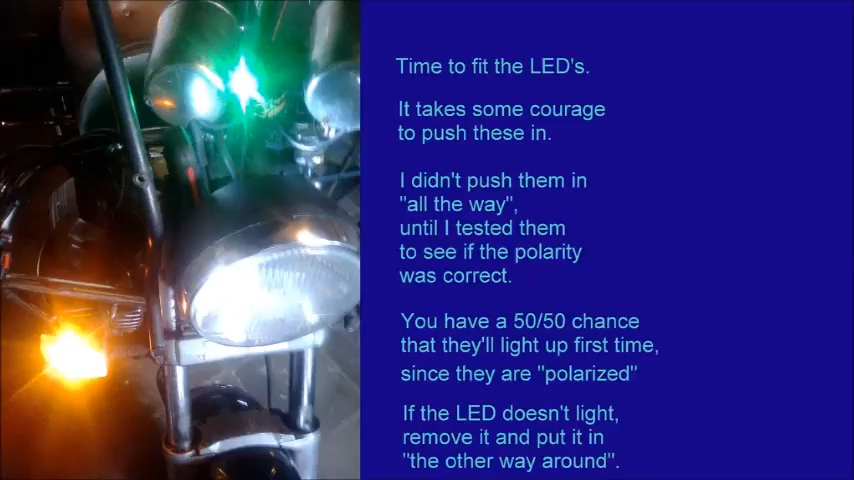 Time to fit the LED's.
It takes some courage
to push these in.
I didn't push them in
"all the way",
until I tested them
to see if the polarity
was correct.
You have a 50/50 chance
that they'll light up first time,
since they are "polarized"
If the LED doesn't light,
remove it and put it in
"the other way around".